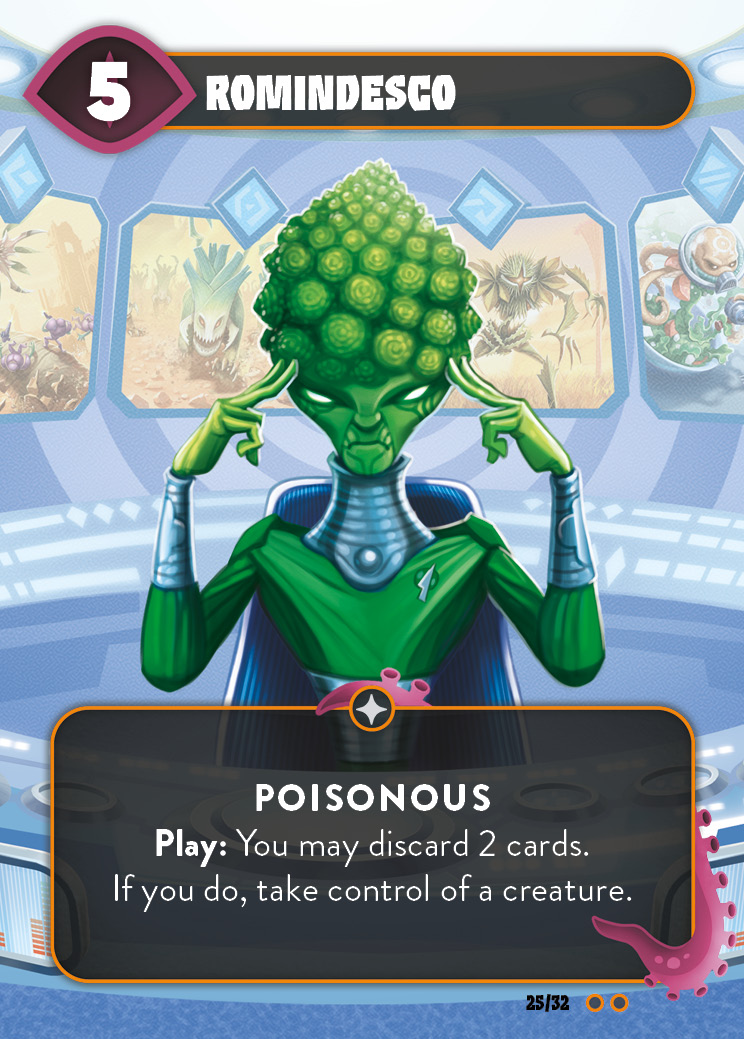 5
ROMINDESCO
POISONOUS
Play: You may discard 2 cards.
If you do, take control of a creature.
25/32